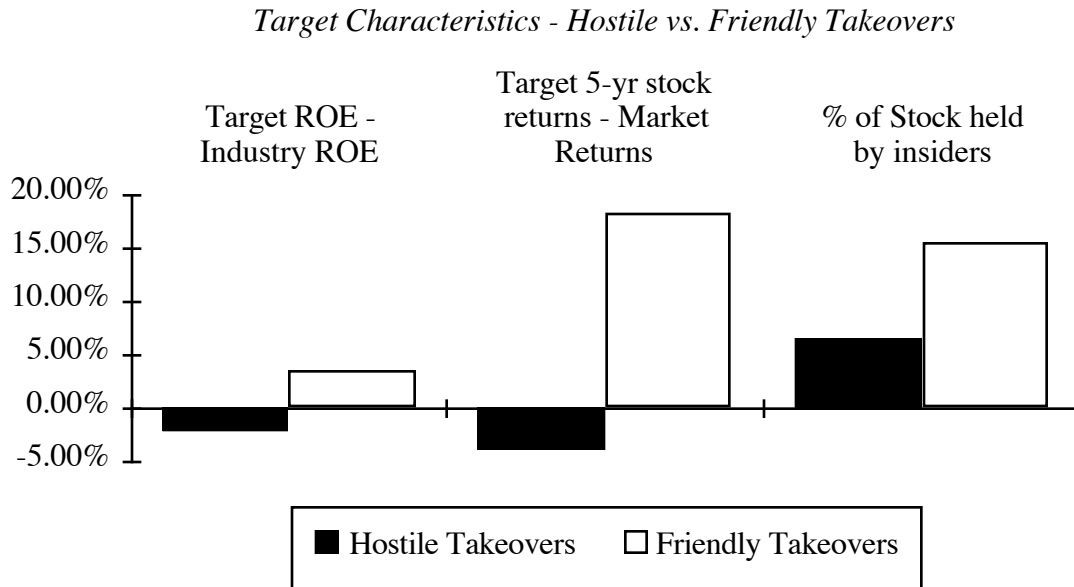 Target Characteristics - Hostile vs. Friendly Takeovers
Target ROE -
Industry ROE
Target 5-yr stock
returns - Market
Returns
% of Stock held
by insiders
20.00%
15.00%
10.00%
5.00%
0.00%
-5.00%
Hostile Takeovers
Friendly Takeovers